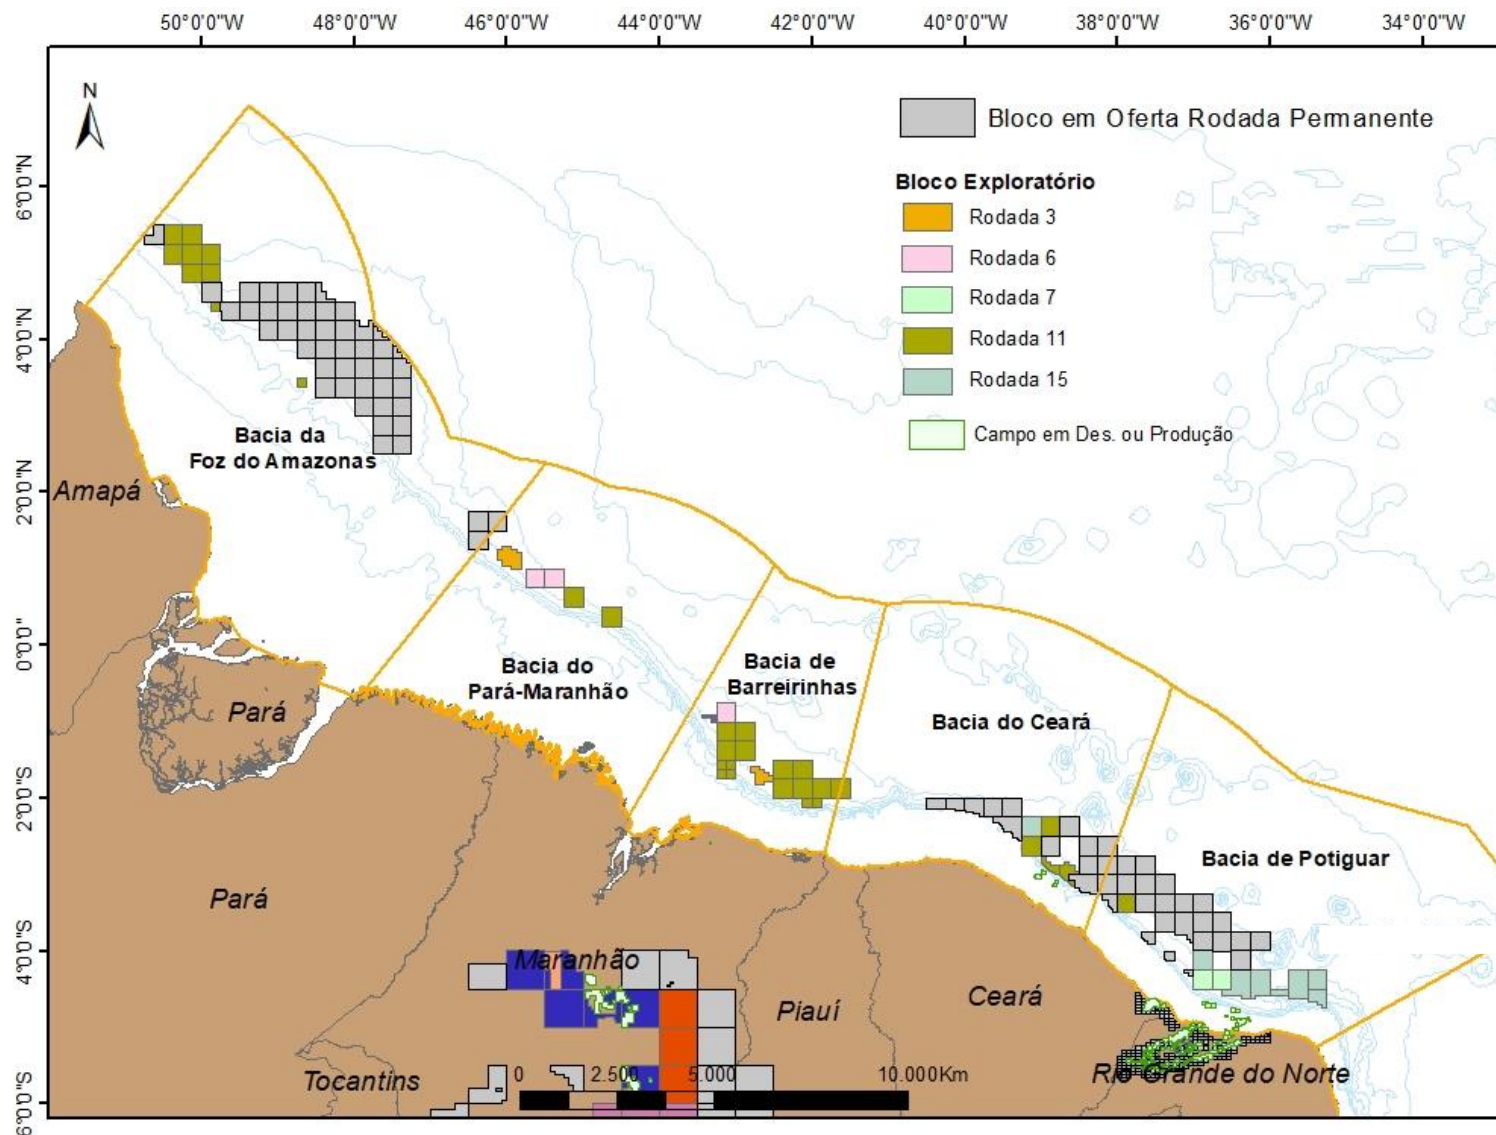 50°0'0"W 48°0'0"W 46°0'0"W 44°0'0"W 42°0'0"W 40°0'0"W 38°0'0"W 36°0'0"W 34°0'0"W
N
Bloco em Oferta Rodada Permanente
Bloco Exploratório
Rodada 3
Rodada 6
Rodada 7
Rodada 11
Rodada 15
Campo em Des. ou Produção
6°0'0"N
4°0'0"N
2°0'0"N
0°0'0"
2°0'0"S
4°0'0"S
6°0'0"S
Bacia da
Foz do Amazonas
Amapá
Bacia do
Pará-Maranhão
Bacia de
Barreirinhas
Bacia do Ceará
Bacia de Potiguar
Pará
Pará
Maranhão
Piauí
Ceará
Tocantins
Rio Grande do Norte
0 2.500 5.000 10.000Km